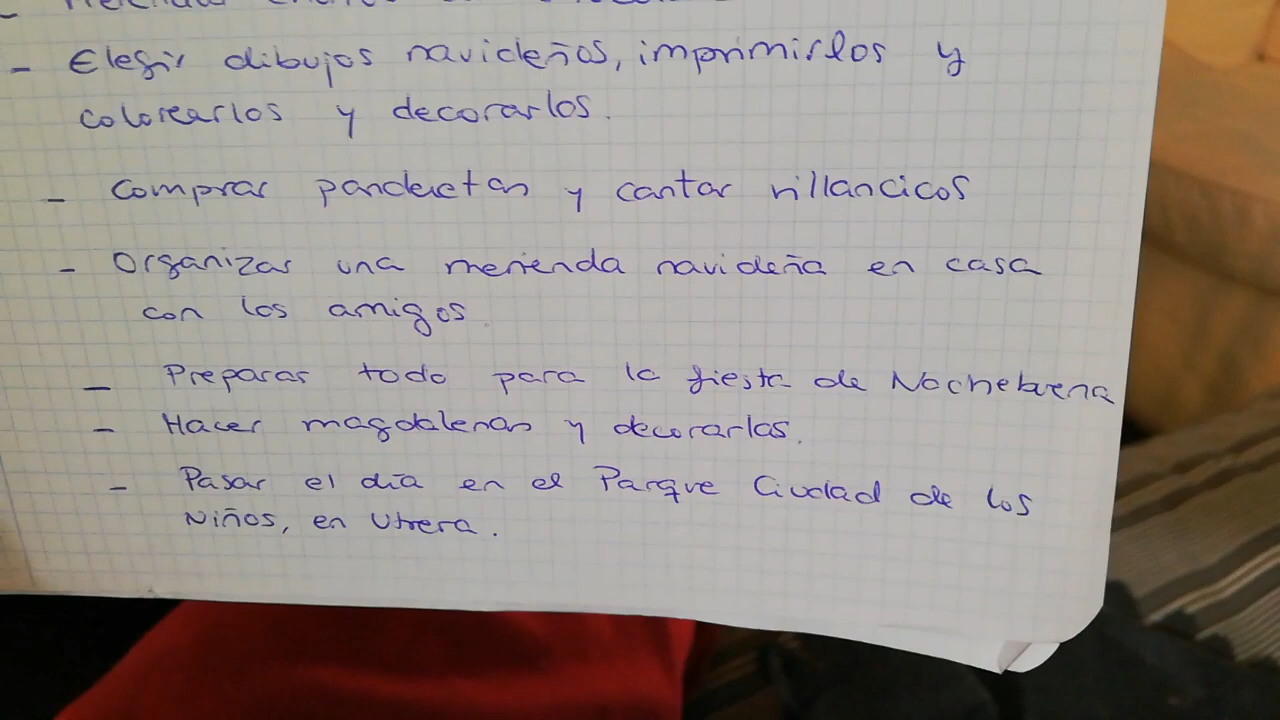 - Elegir dibujos navideños, imprimirlos y
colorearlos y decorarlos.
- Comprar panderetas y cantar villancicos
- Organizar una merienda navideña en casa
con los amigos.
- Preparar todo para la fiesta de Nochebuena
- Hacer magdalenas y decorarlas.
- Pasar el día en el Parque Ciudad de los
Niños, en Utrera.